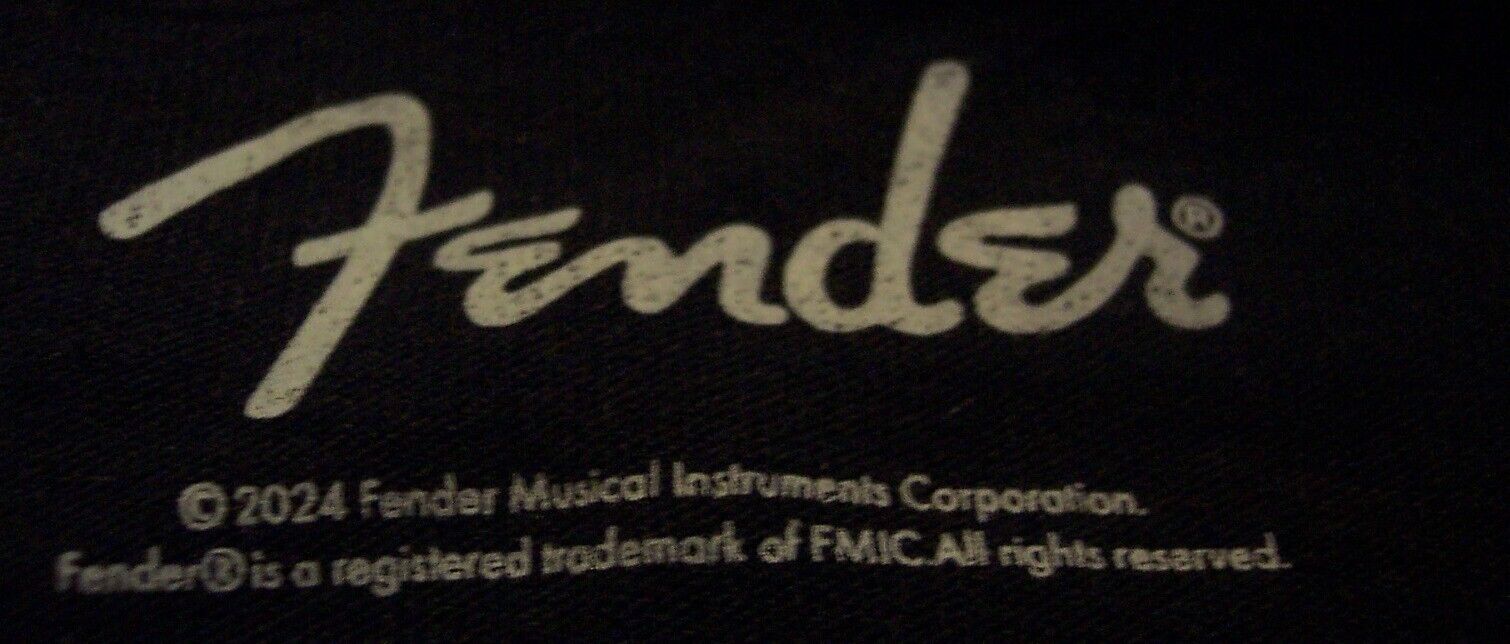 Fender®
©2024 Fender Musical Instruments Corporation.
Fender® is a registered trademark of FMIC. All rights reserved.